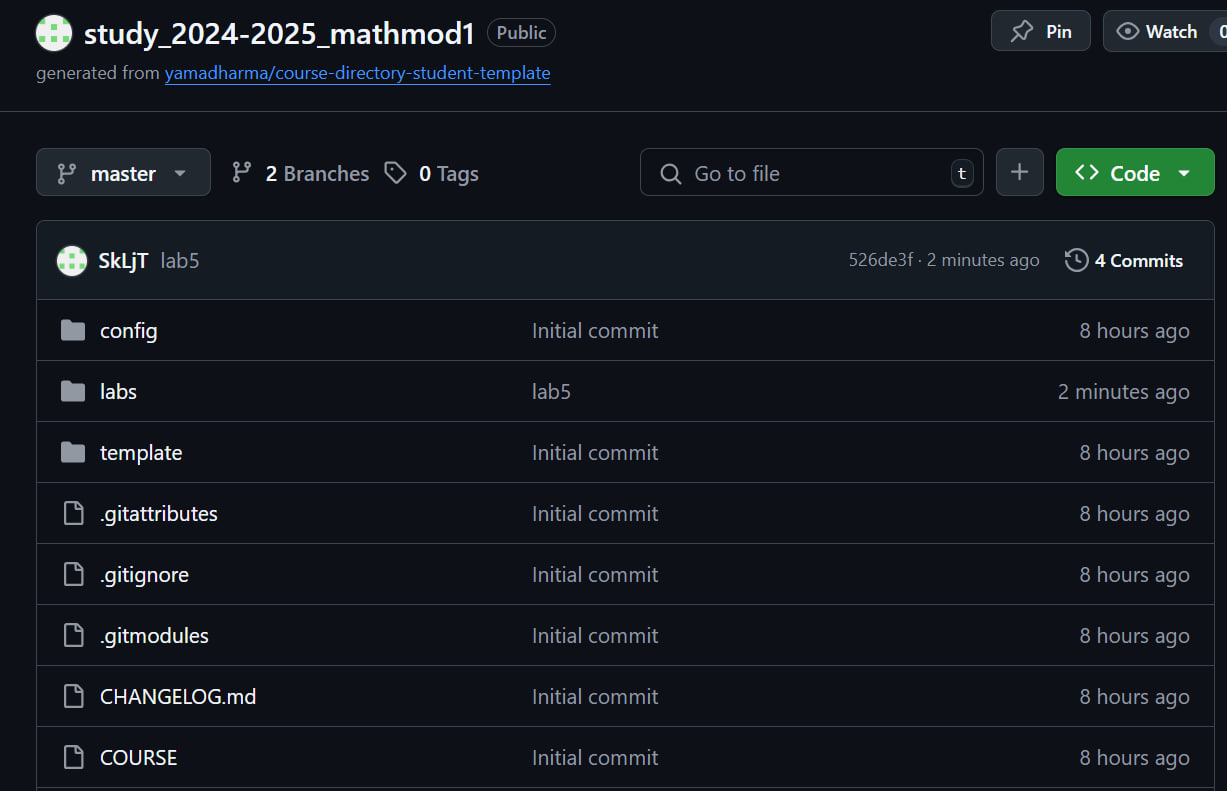 study_2024-2025_mathmod1 Public Pin Watch 0
generated from yamadharma/course-directory-student-template
master 2 Branches 0 Tags Go to file t Code
SkLjT lab5 526de3f · 2 minutes ago 4 Commits
config Initial commit 8 hours ago
labs lab5 2 minutes ago
template Initial commit 8 hours ago
.gitattributes Initial commit 8 hours ago
.gitignore Initial commit 8 hours ago
.gitmodules Initial commit 8 hours ago
CHANGELOG.md Initial commit 8 hours ago
COURSE Initial commit 8 hours ago